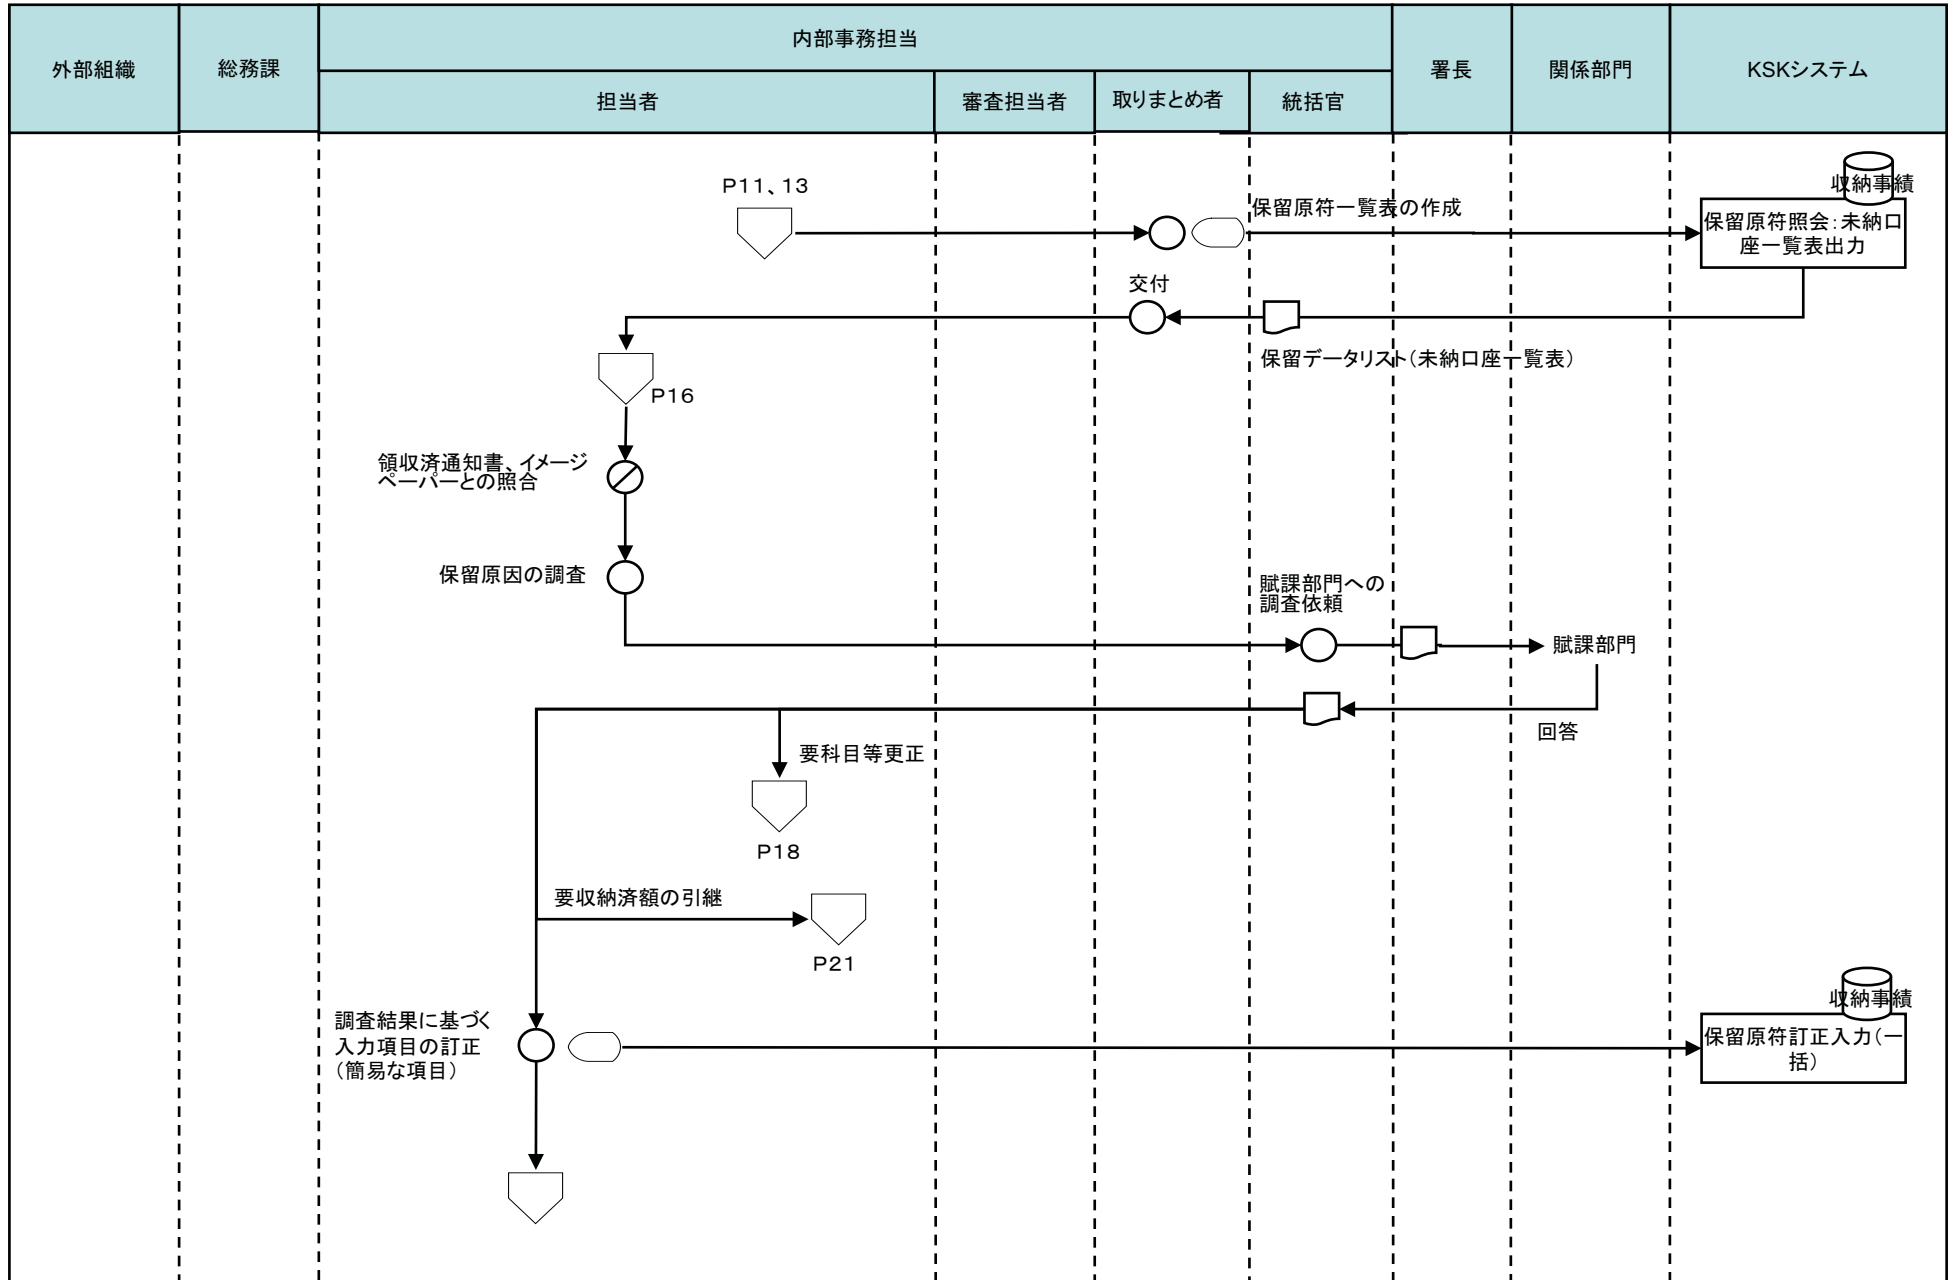 外部組織
総務課
内部事務担当
署長
関係部門
KSKシステム
担当者
審査担当者
取りまとめ者
統括官
P11、13
収納事績
保留原符一覧表の作成
保留原符照会：未納口
座一覧表出力
交付
保留データリスト（未納口座一覧表）
P16
領収済通知書、イメージ
ペーパーとの照合
保留原因の調査
賦課部門への
調査依頼
賦課部門
回答
要科目等更正
P18
要収納済額の引継
P21
収納事績
調査結果に基づく
入力項目の訂正
（簡易な項目）
保留原符訂正入力（一
括）